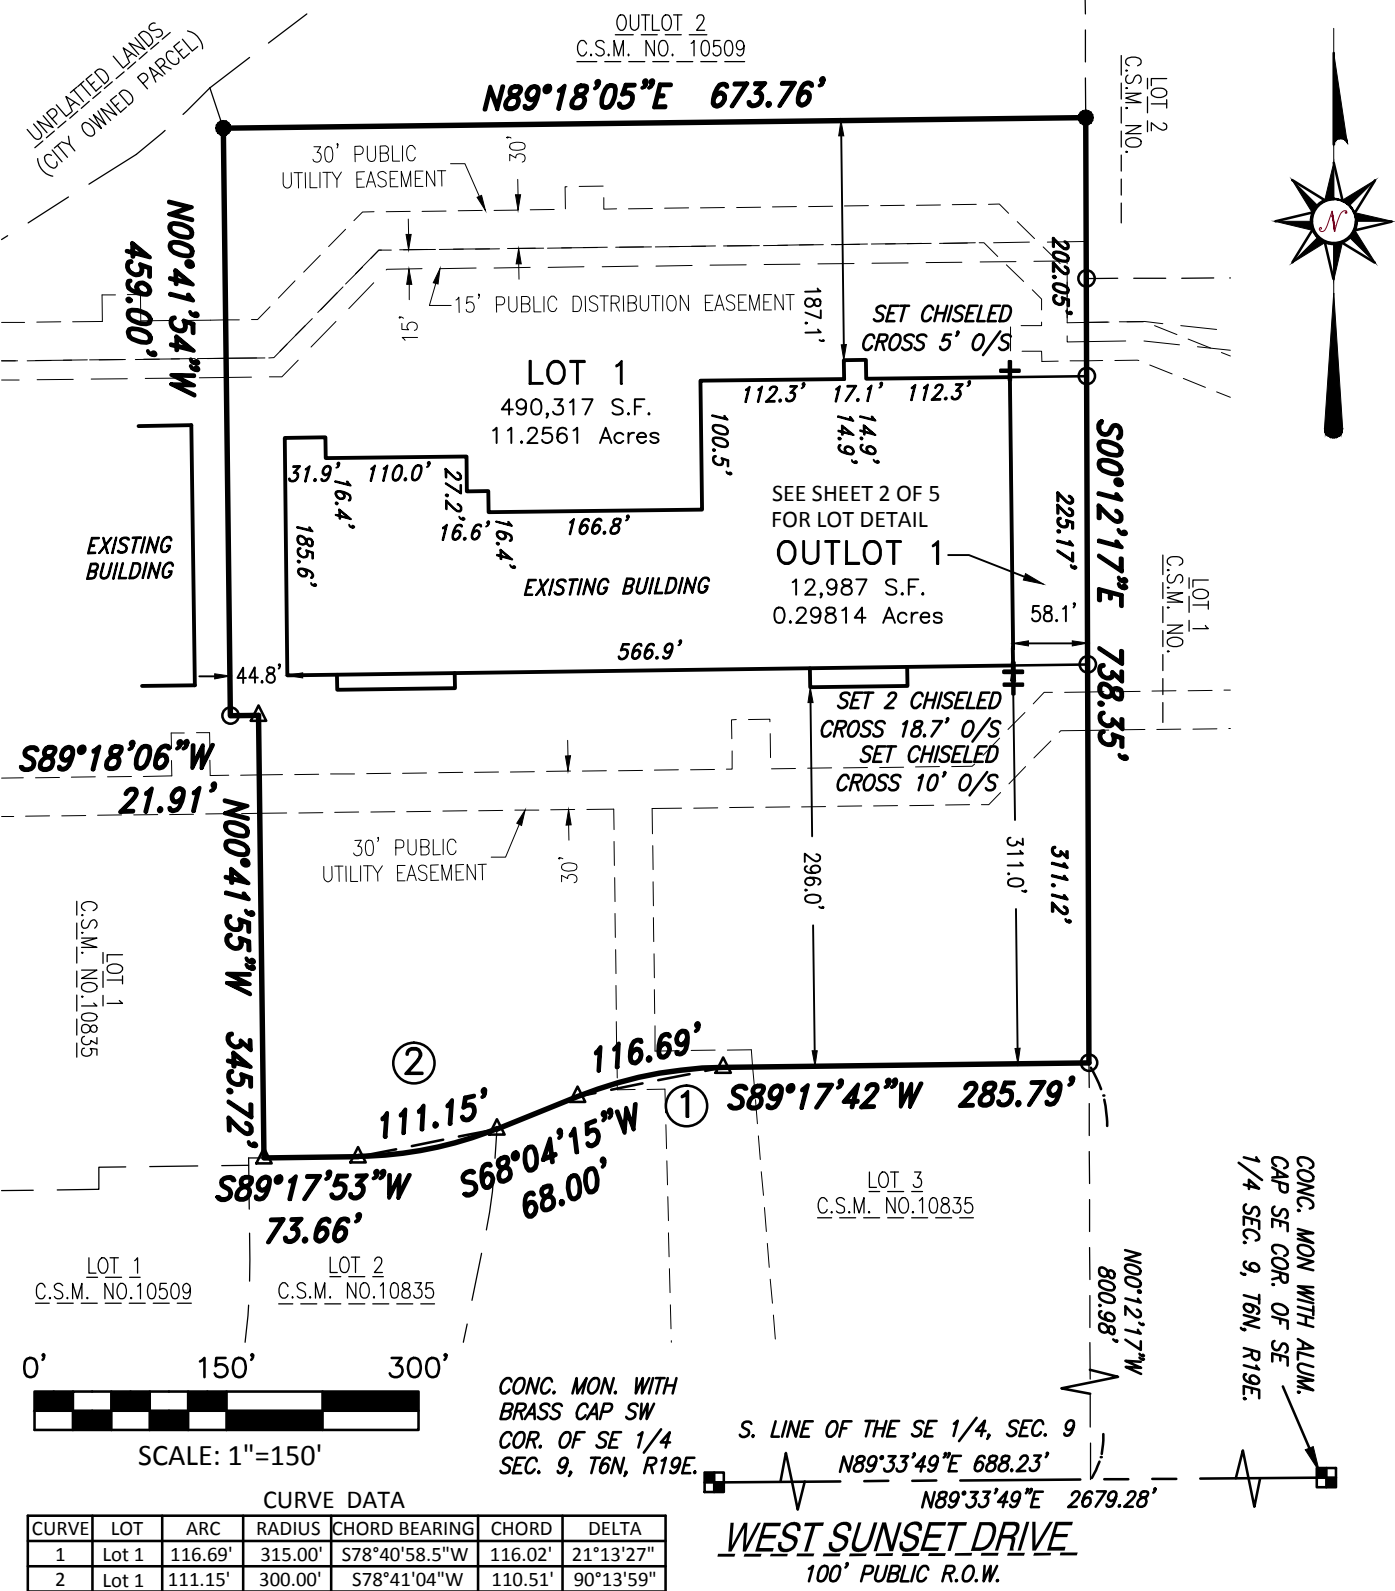 OUTLOT 2
C.S.M. NO. 10509
UNPLATTED LANDS
(CITY OWNED PARCEL)
N89°18'05"E 673.76'
LOT 2
C.S.M. NO.
N
30' PUBLIC
UTILITY EASEMENT
30'
N00°41'54"W
459.00'
202.05'
15' PUBLIC DISTRIBUTION EASEMENT
15'
187.1'
SET CHISELED
CROSS 5' O/S
LOT 1
490,317 S.F.
11.2561 Acres
112.3'
17.1'
112.3'
14.9'
14.9'
100.5'
31.9'
16.4'
110.0'
27.2'
16.6'
16.4'
166.8'
185.6'
S00°12'17"E 738.35'
SEE SHEET 2 OF 5
FOR LOT DETAIL
OUTLOT 1
12,987 S.F.
0.29814 Acres
225.17'
58.1'
EXISTING
BUILDING
EXISTING BUILDING
LOT 1
C.S.M. NO.
566.9'
44.8'
SET 2 CHISELED
CROSS 18.7' O/S
SET CHISELED
CROSS 10' O/S
S89°18'06"W
21.91'
30' PUBLIC
UTILITY EASEMENT
30'
296.0'
311.0'
311.12'
N00°41'55"W 345.72'
LOT 1
C.S.M. NO.10835
2
111.15'
116.69'
1
S89°17'42"W 285.79'
S68°04'15"W
68.00'
S89°17'53"W
73.66'
LOT 3
C.S.M. NO.10835
LOT 1
C.S.M. NO.10509
LOT 2
C.S.M. NO.10835
N00°12'17"W
800.98'
CONC. MON WITH ALUM.
CAP SE COR. OF SE
1/4 SEC. 9, T6N, R19E.
0' 150' 300'
SCALE: 1"=150'
CONC. MON. WITH
BRASS CAP SW
COR. OF SE 1/4
SEC. 9, T6N, R19E.
S. LINE OF THE SE 1/4, SEC. 9
N89°33'49"E 688.23'
N89°33'49"E 2679.28'
WEST SUNSET DRIVE
100' PUBLIC R.O.W.
CURVE DATA
CURVE LOT ARC RADIUS CHORD BEARING CHORD DELTA
1 Lot 1 116.69' 315.00' S78°40'58.5"W 116.02' 21°13'27"
2 Lot 1 111.15' 300.00' S78°41'04"W 110.51' 90°13'59"